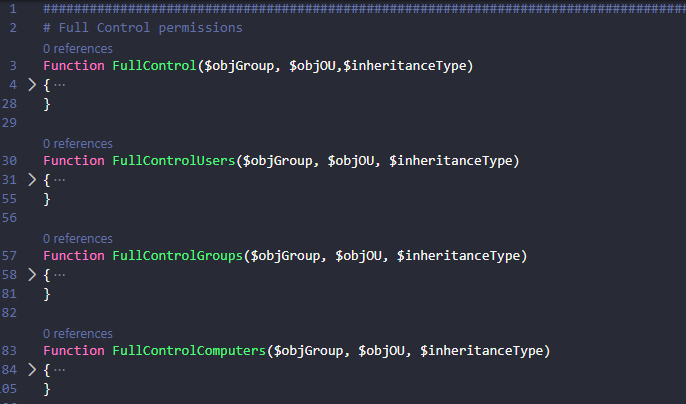 1 ####################################################################################
2 # Full Control permissions
0 references
3 Function FullControl($objGroup, $objOU,$inheritanceType)
4 > { ···
28 }
29
0 references
30 Function FullControlUsers($objGroup, $objOU, $inheritanceType)
31 > { ···
55 }
56
0 references
57 Function FullControlGroups($objGroup, $objOU, $inheritanceType)
58 > { ···
81 }
82
0 references
83 Function FullControlComputers($objGroup, $objOU, $inheritanceType)
84 > { ···
105 }